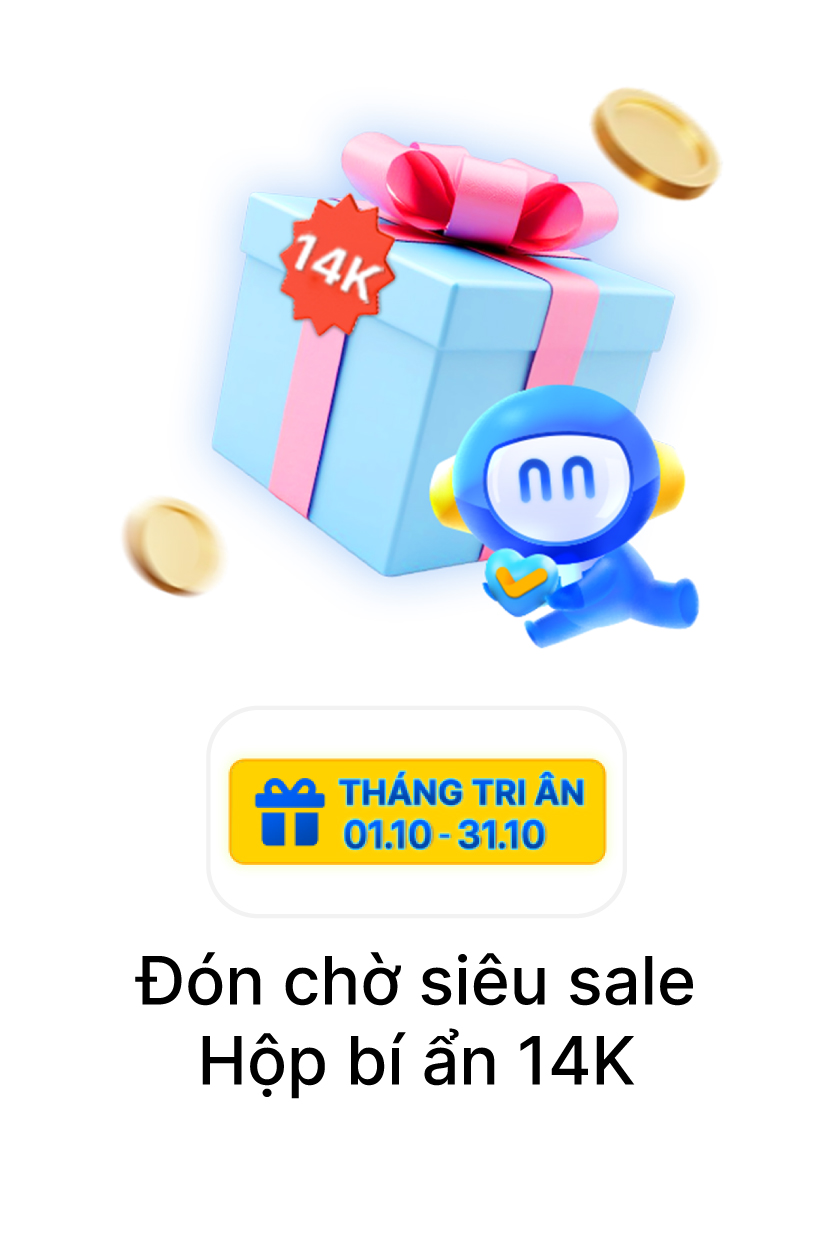 14K
THÁNG TRI ÂN
01.10 - 31.10
Đón chờ siêu sale
Hộp bí ẩn 14K